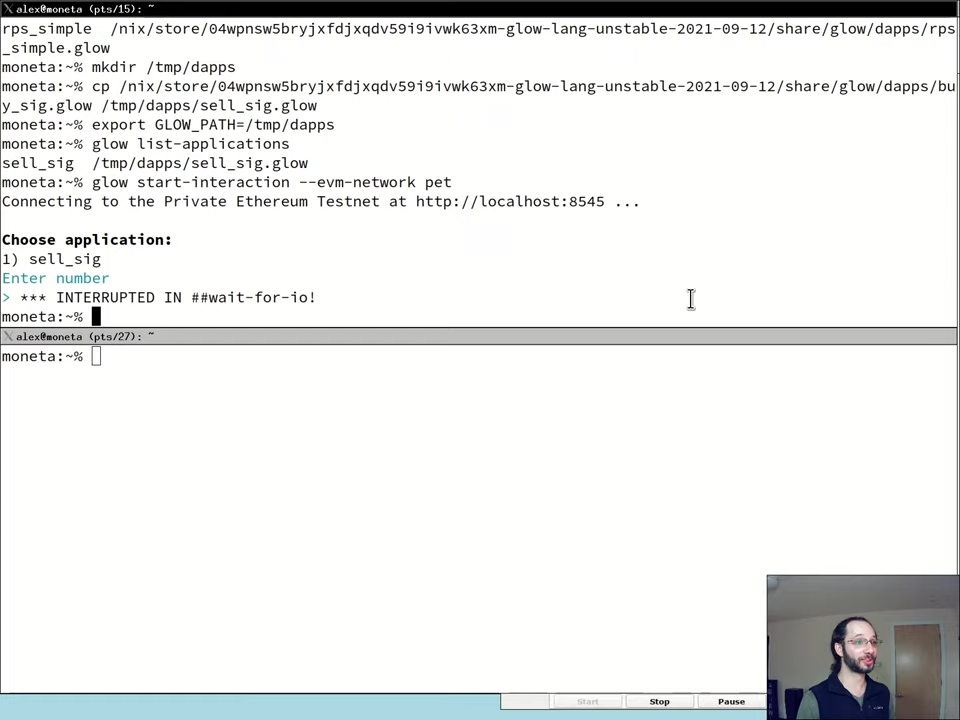 alex@moneta (pts/15): ~
rps_simple  /nix/store/04wpnsw5bryjxfdjxqdv59i9ivwk63xm-glow-lang-unstable-2021-09-12/share/glow/dapps/rps
_simple.glow
moneta:~% mkdir /tmp/dapps
moneta:~% cp /nix/store/04wpnsw5bryjxfdjxqdv59i9ivwk63xm-glow-lang-unstable-2021-09-12/share/glow/dapps/bu
y_sig.glow /tmp/dapps/sell_sig.glow
moneta:~% export GLOW_PATH=/tmp/dapps
moneta:~% glow list-applications
sell_sig  /tmp/dapps/sell_sig.glow
moneta:~% glow start-interaction --evm-network pet
Connecting to the Private Ethereum Testnet at http://localhost:8545 ...
Choose application:
1) sell_sig
Enter number
> *** INTERRUPTED IN ##wait-for-io!
moneta:~%
alex@moneta (pts/27): ~
moneta:~%
Start
Stop
Pause